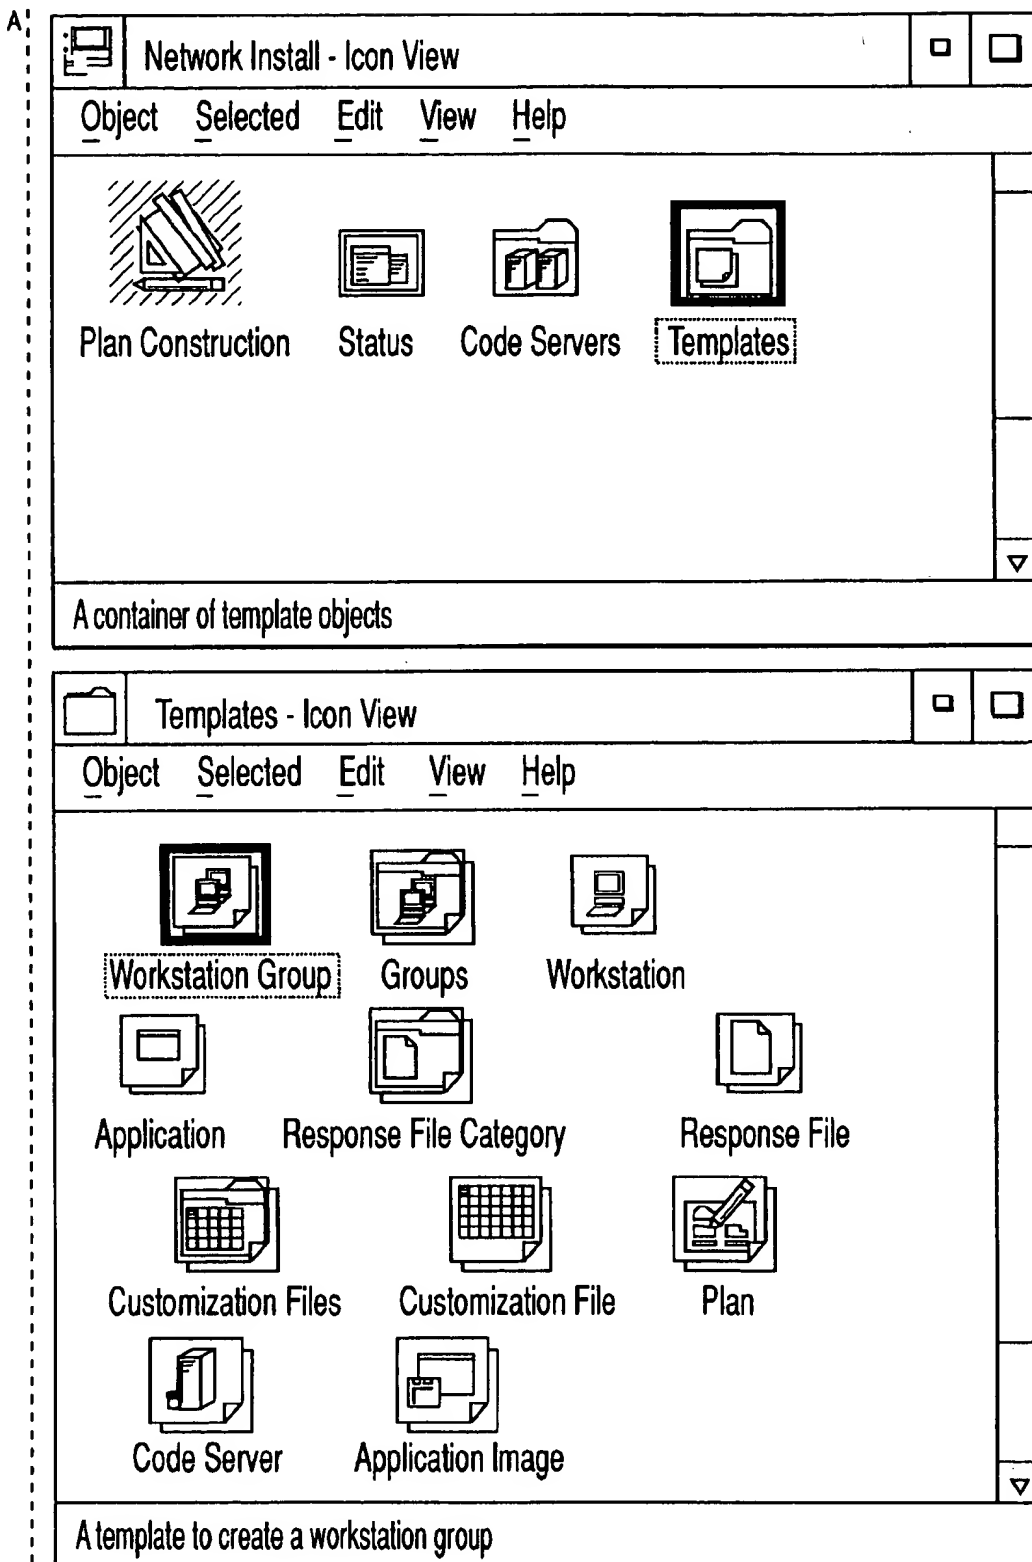 A
Network Install - Icon View
Object Selected Edit View Help
Plan Construction Status Code Servers Templates
A container of template objects
Templates - Icon View
Object Selected Edit View Help
Workstation Group Groups Workstation
Application Response File Category Response File
Customization Files Customization File Plan
Code Server Application Image
A template to create a workstation group